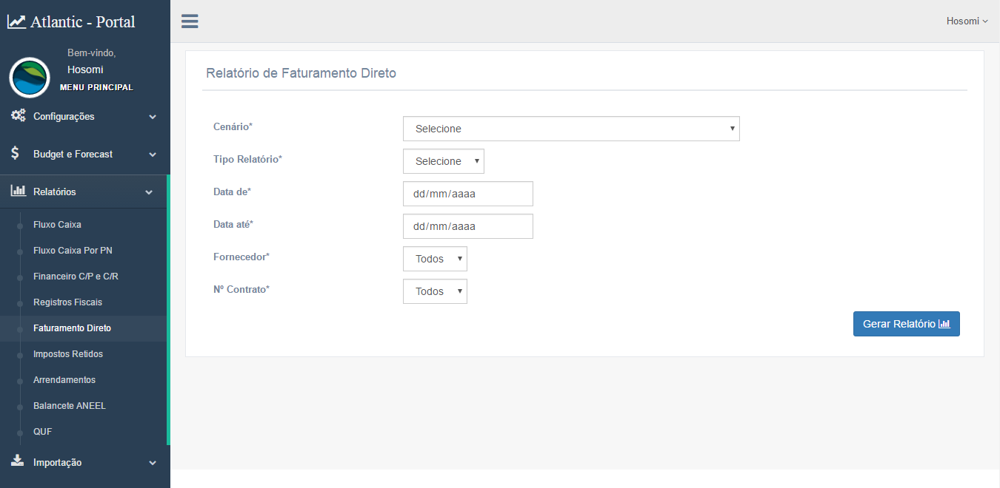 Atlantic - Portal
Hosomi
Bem-vindo,
Hosomi
MENU PRINCIPAL
Configurações
Budget e Forecast
Relatórios
Fluxo Caixa
Fluxo Caixa Por PN
Financeiro C/P e C/R
Registros Fiscais
Faturamento Direto
Impostos Retidos
Arrendamentos
Balancete ANEEL
QUF
Importação
Relatório de Faturamento Direto
Cenário* Selecione
Tipo Relatório* Selecione
Data de* dd/mm/aaaa
Data até* dd/mm/aaaa
Fornecedor* Todos
Nº Contrato* Todos
Gerar Relatório